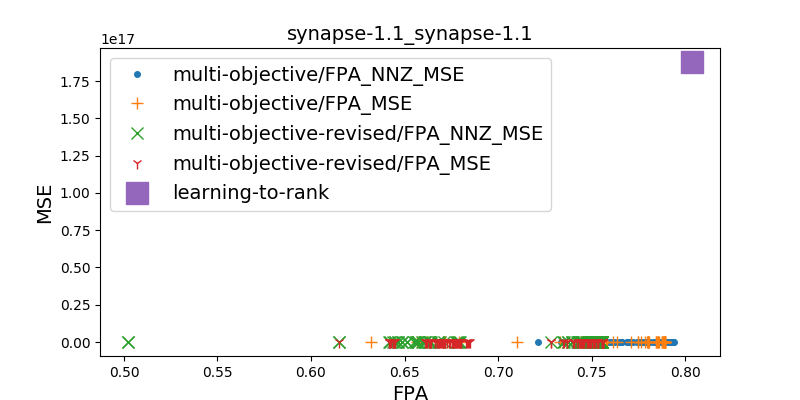 synapse-1.1_synapse-1.1
1e17
multi-objective/FPA_NNZ_MSE
multi-objective/FPA_MSE
multi-objective-revised/FPA_NNZ_MSE
multi-objective-revised/FPA_MSE
learning-to-rank
MSE
1.75
1.50
1.25
1.00
0.75
0.50
0.25
0.00
0.50 0.55 0.60 0.65 0.70 0.75 0.80
FPA